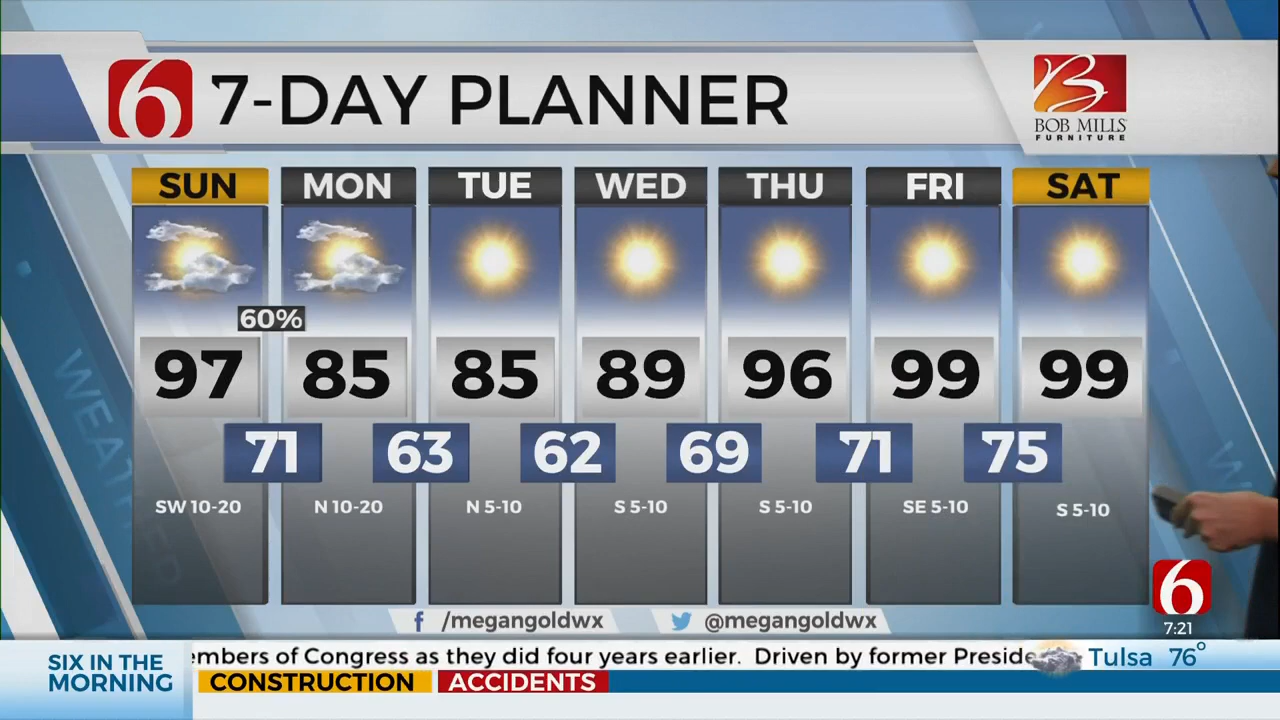 6 7-DAY PLANNER
BOB MILLS
FURNITURE
SUN MON TUE WED THU FRI SAT
60%
97 85 85 89 96 99 99
71 63 62 69 71 75
SW 10-20 N 10-20 N 5-10 S 5-10 S 5-10 SE 5-10 S 5-10
WEATHER
6
7:21
f /megangoldwx @megangoldwx
SIX IN THE
MORNING
embers of Congress as they did four years earlier. Driven by former Preside
Tulsa 76°
CONSTRUCTION ACCIDENTS